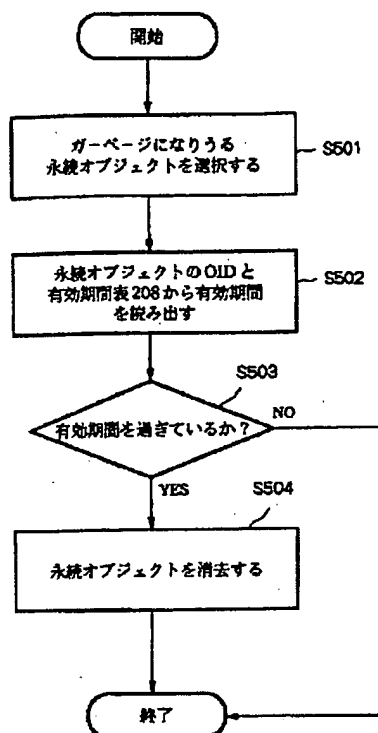 開始
ガーベージになりうる
永続オブジェクトを選択する
S501
永続オブジェクトのOIDと
有効期間表208から有効期間
を読み出す
S502
S503
有効期間を過ぎているか?
NO
YES
S504
永続オブジェクトを消去する
終了